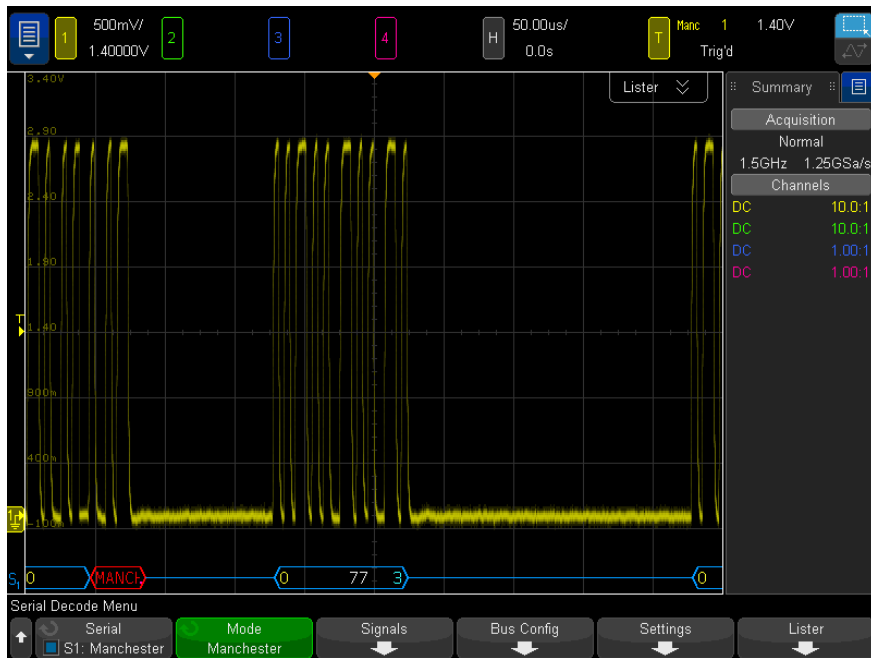 1 500mV/ 1.40000V 2 3 4 H 50.00us/ 0.0s T Manc 1 1.40V Trig'd
3.40V
Lister
Summary
2.90
Acquisition
Normal
1.5GHz 1.25GSa/s
Channels
2.40
DC 10.0:1
DC 10.0:1
DC 1.00:1
1.90
DC 1.00:1
T
1.40
900m
400m
1
-100m
S1 0 MANCH 0 77 3 0
Serial Decode Menu
Serial
S1: Manchester
Mode
Manchester
Signals
Bus Config
Settings
Lister